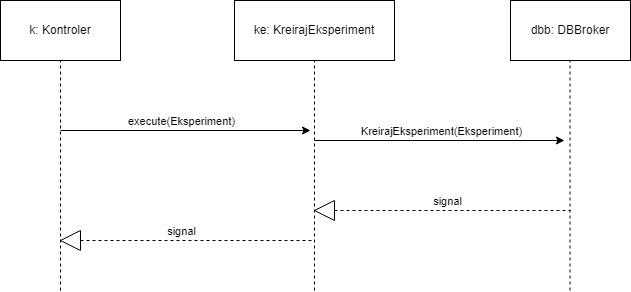 k: Kontroler
ke: KreirajEksperiment
dbb: DBBroker
execute(Eksperiment)
KreirajEksperiment(Eksperiment)
signal
signal